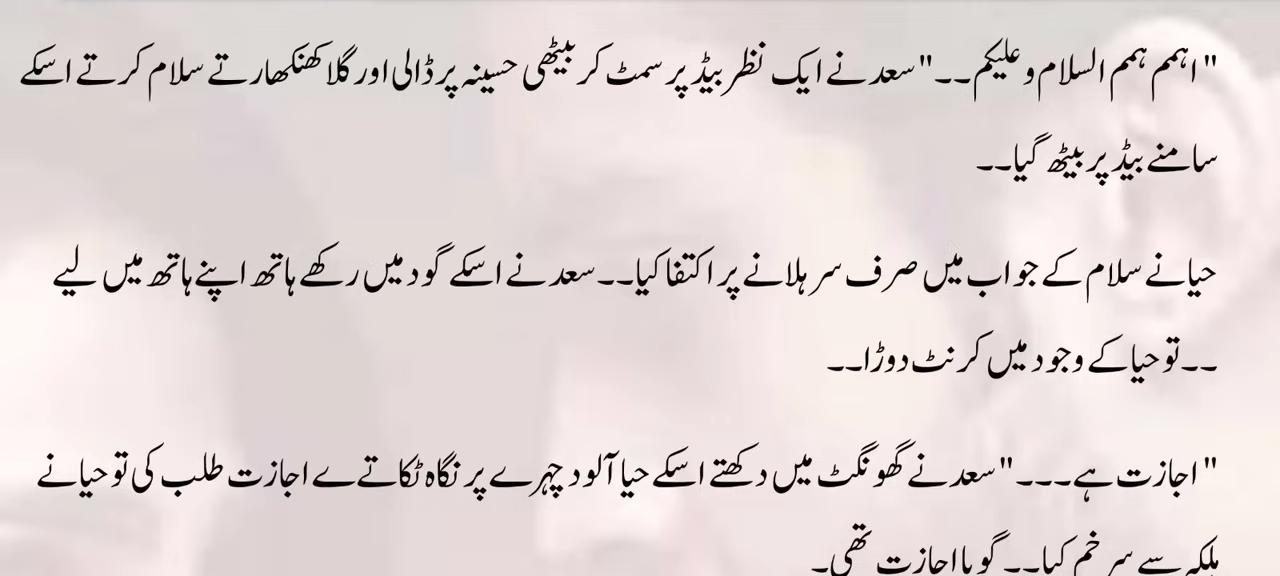 "اہمم ہمم السلام و علیکم۔۔"سعد نے ایک نظر بیڈ پر سمٹ کر بیٹھی حسینہ پر ڈالی اور گلا کھنکھارتے سلام کرتے اسکے
سامنے بیڈ پر بیٹھ گیا۔۔
حیا نے سلام کے جواب میں صرف سر ہلانے پر اکتفا کیا۔۔سعد نے اسکے گود میں رکھے ہاتھ اپنے ہاتھ میں لیے
۔۔تو حیا کے وجود میں کرنٹ دوڑا۔۔
"اجازت ہے۔۔۔"سعد نے گھونگٹ میں دکھتے اسکے حیا آلود چہرے پر نگاہ ٹکاتےے اجازت طلب کی تو حیا نے
ہلکہ سے سر خم کیا۔۔گویا اجازت تھی۔